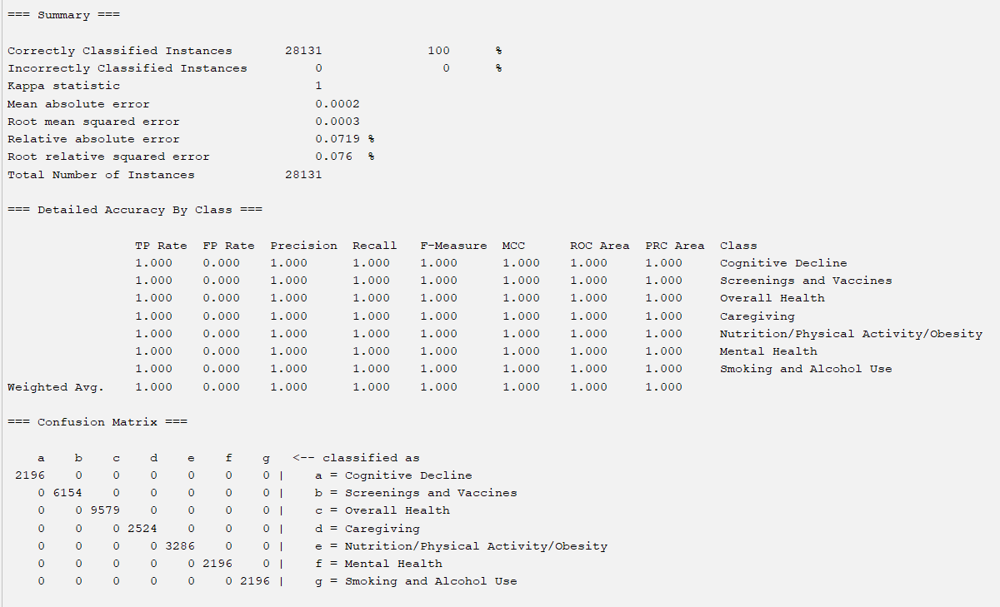 === Summary ===
Correctly Classified Instances 28131 100 %
Incorrectly Classified Instances 0 0 %
Kappa statistic 1
Mean absolute error 0.0002
Root mean squared error 0.0003
Relative absolute error 0.0719 %
Root relative squared error 0.076 %
Total Number of Instances 28131
=== Detailed Accuracy By Class ===
TP Rate FP Rate Precision Recall F-Measure MCC ROC Area PRC Area Class
1.000 0.000 1.000 1.000 1.000 1.000 1.000 1.000 Cognitive Decline
1.000 0.000 1.000 1.000 1.000 1.000 1.000 1.000 Screenings and Vaccines
1.000 0.000 1.000 1.000 1.000 1.000 1.000 1.000 Overall Health
1.000 0.000 1.000 1.000 1.000 1.000 1.000 1.000 Caregiving
1.000 0.000 1.000 1.000 1.000 1.000 1.000 1.000 Nutrition/Physical Activity/Obesity
1.000 0.000 1.000 1.000 1.000 1.000 1.000 1.000 Mental Health
1.000 0.000 1.000 1.000 1.000 1.000 1.000 1.000 Smoking and Alcohol Use
Weighted Avg. 1.000 0.000 1.000 1.000 1.000 1.000 1.000 1.000
=== Confusion Matrix ===
a b c d e f g <-- classified as
2196 0 0 0 0 0 0 | a = Cognitive Decline
0 6154 0 0 0 0 0 | b = Screenings and Vaccines
0 0 9579 0 0 0 0 | c = Overall Health
0 0 0 2524 0 0 0 | d = Caregiving
0 0 0 0 3286 0 0 | e = Nutrition/Physical Activity/Obesity
0 0 0 0 0 2196 0 | f = Mental Health
0 0 0 0 0 0 2196 | g = Smoking and Alcohol Use